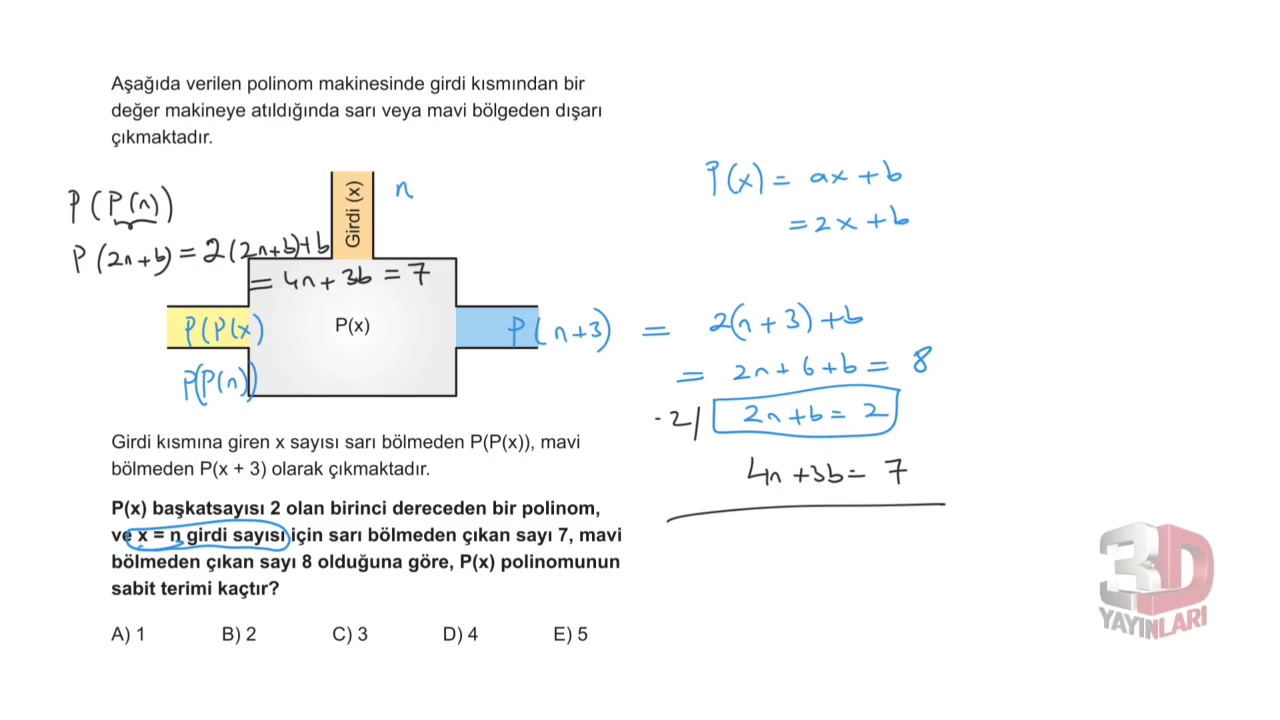 Aşağıda verilen polinom makinesinde girdi kısmından bir
değer makineye atıldığında sarı veya mavi bölgeden dışarı
çıkmaktadır.
P(x) = ax + b
= 2x + b
n
Girdi (x)
P(P(n))
P(2n+b) = 2(2n+b)+b
= 4n + 3b = 7
P(P(x)
P(x)
P(n+3) = 2(n+3)+b
P(P(n))
= 2n + 6 + b = 8
-2/ 2n+b = 2
4n +3b = 7
Girdi kısmına giren x sayısı sarı bölmeden P(P(x)), mavi
bölmeden P(x + 3) olarak çıkmaktadır.
P(x) başkatsayısı 2 olan birinci dereceden bir polinom,
ve x = n girdi sayısı için sarı bölmeden çıkan sayı 7, mavi
bölmeden çıkan sayı 8 olduğuna göre, P(x) polinomunun
sabit terimi kaçtır?
A) 1 B) 2 C) 3 D) 4 E) 5
3D
YAYINLARI